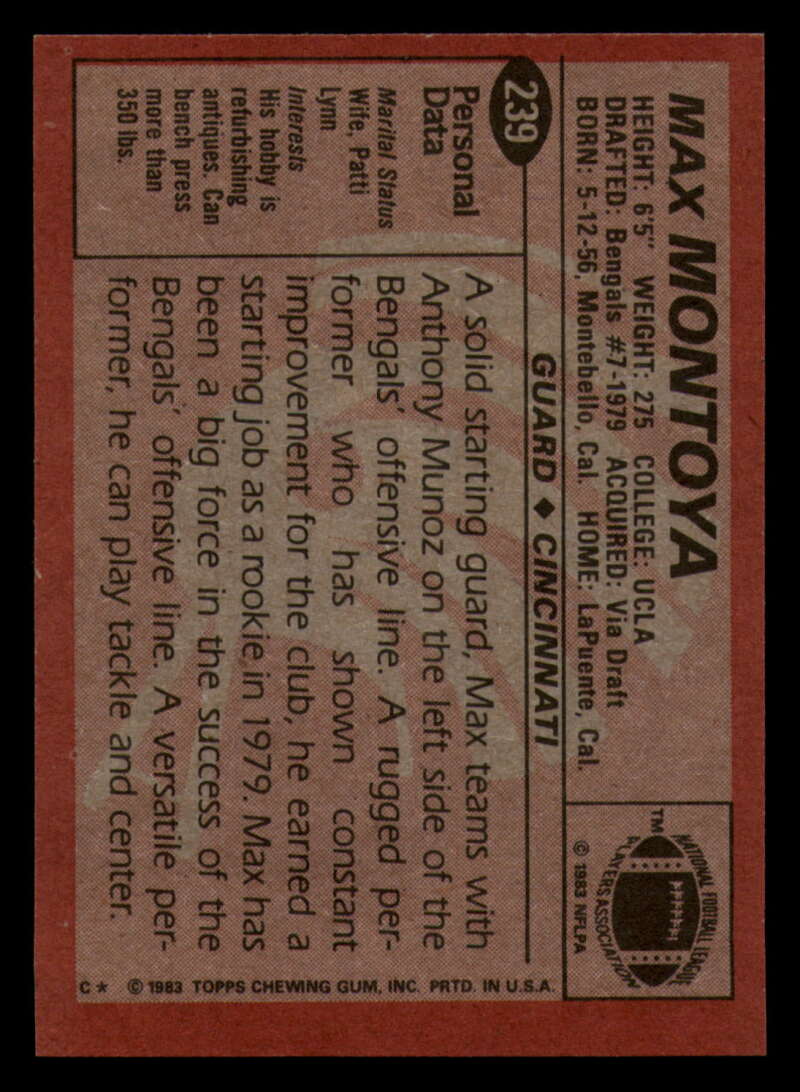 MAX MONTOYA
HEIGHT: 6'5" WEIGHT: 275 COLLEGE: UCLA
DRAFTED: Bengals #7-1979 ACQUIRED: Via Draft
BORN: 5-12-56, Montebello, Cal. HOME: LaPuente, Cal.
NATIONAL FOOTBALL LEAGUE
PLAYERS ASSOCIATION
TM
© 1983 NFLPA
239
GUARD ♦ CINCINNATI
Personal
Data
Marital Status
Wife, Patti
Lynn
Interests
His hobby is
refurbishing
antiques. Can
bench press
more than
350 lbs.
A solid starting guard, Max teams with
Anthony Munoz on the left side of the
Bengals' offensive line. A rugged per-
former who has shown constant
improvement for the club, he earned a
starting job as a rookie in 1979. Max has
been a big force in the success of the
Bengals' offensive line. A versatile per-
former, he can play tackle and center.
C* © 1983 TOPPS CHEWING GUM, INC. PRTD. IN U.S.A.